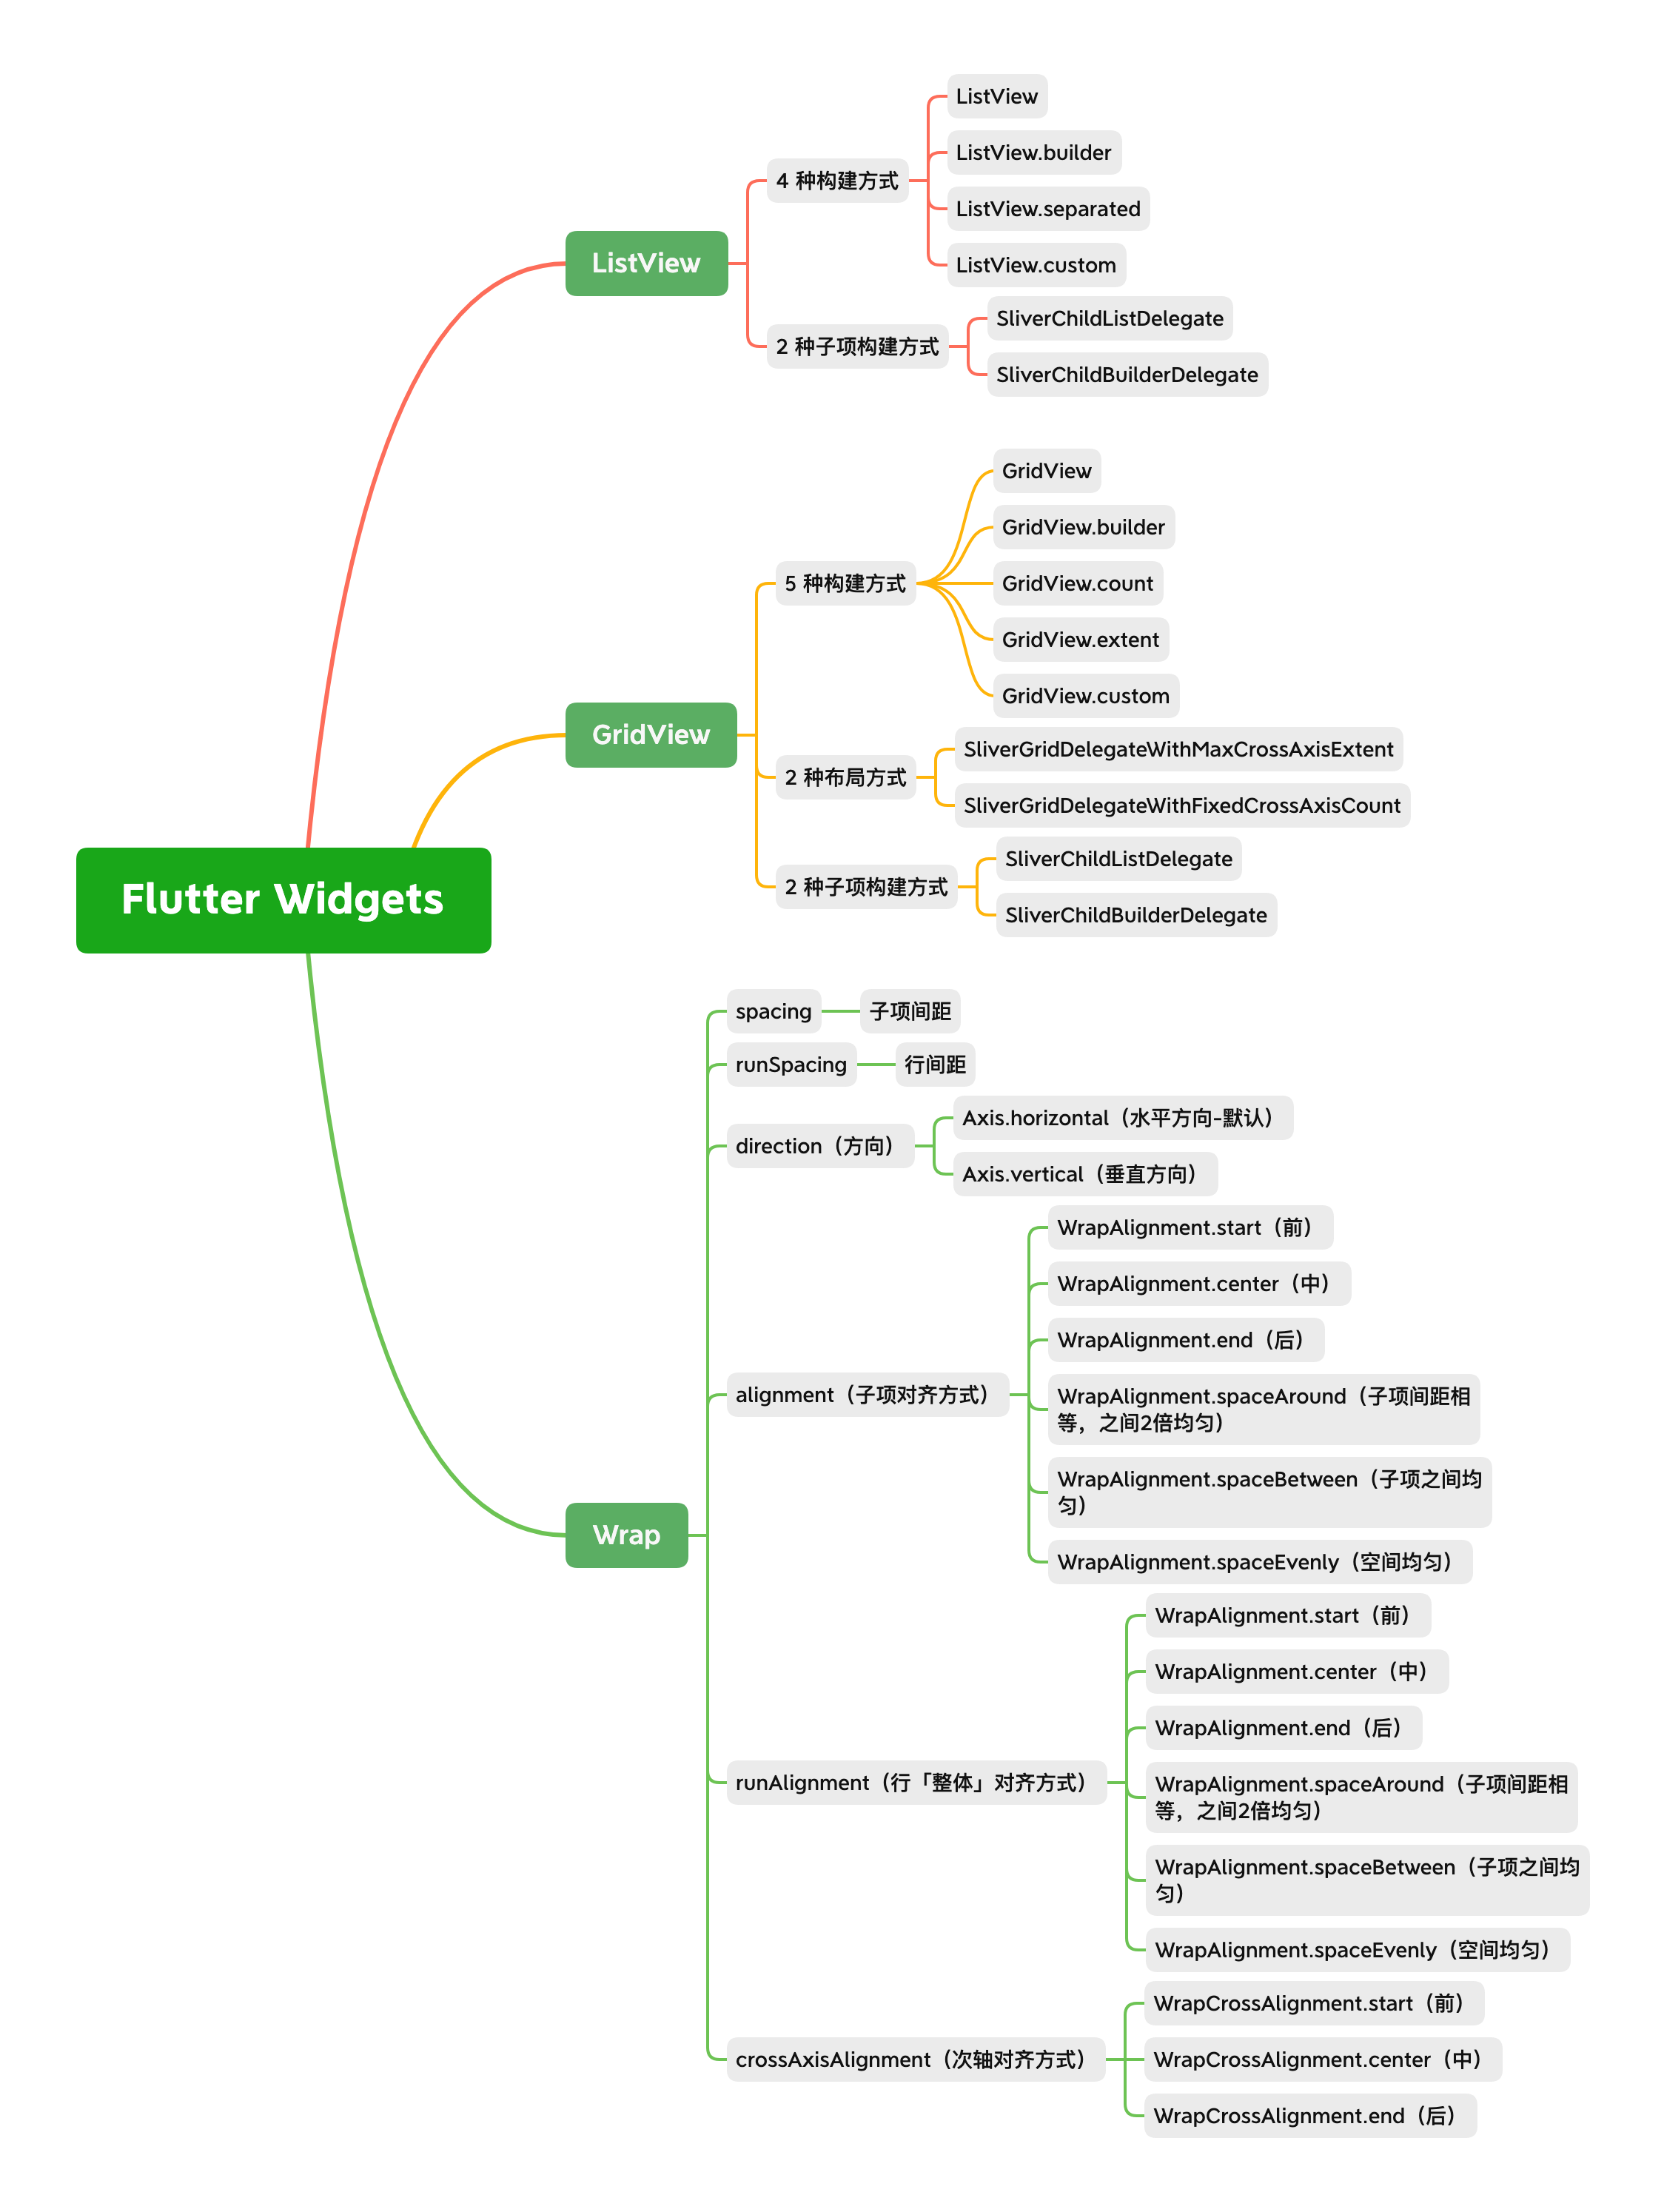 Flutter Widgets
ListView
4 种构建方式
ListView
ListView.builder
ListView.separated
ListView.custom
2 种子项构建方式
SliverChildListDelegate
SliverChildBuilderDelegate
GridView
5 种构建方式
GridView
GridView.builder
GridView.count
GridView.extent
GridView.custom
2 种布局方式
SliverGridDelegateWithMaxCrossAxisExtent
SliverGridDelegateWithFixedCrossAxisCount
2 种子项构建方式
SliverChildListDelegate
SliverChildBuilderDelegate
Wrap
spacing
子项间距
runSpacing
行间距
direction（方向）
Axis.horizontal（水平方向-默认）
Axis.vertical（垂直方向）
alignment（子项对齐方式）
WrapAlignment.start（前）
WrapAlignment.center（中）
WrapAlignment.end（后）
WrapAlignment.spaceAround（子项间距相
等，之间2倍均匀）
WrapAlignment.spaceBetween（子项之间均
匀）
WrapAlignment.spaceEvenly（空间均匀）
runAlignment（行「整体」对齐方式）
WrapAlignment.start（前）
WrapAlignment.center（中）
WrapAlignment.end（后）
WrapAlignment.spaceAround（子项间距相
等，之间2倍均匀）
WrapAlignment.spaceBetween（子项之间均
匀）
WrapAlignment.spaceEvenly（空间均匀）
crossAxisAlignment（次轴对齐方式）
WrapCrossAlignment.start（前）
WrapCrossAlignment.center（中）
WrapCrossAlignment.end（后）